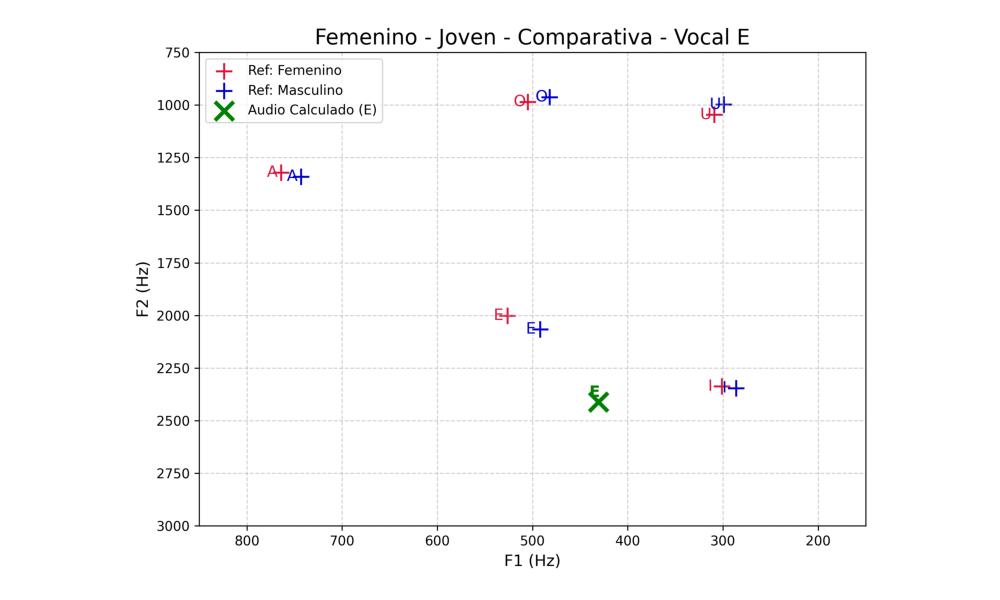 Femenino - Joven - Comparativa - Vocal E
Ref: Femenino
Ref: Masculino
Audio Calculado (E)
750
1000
1250
1500
1750
2000
2250
2500
2750
3000
F2 (Hz)
O O
U
U
A A
E
E
E
I I
800 700 600 500 400 300 200
F1 (Hz)